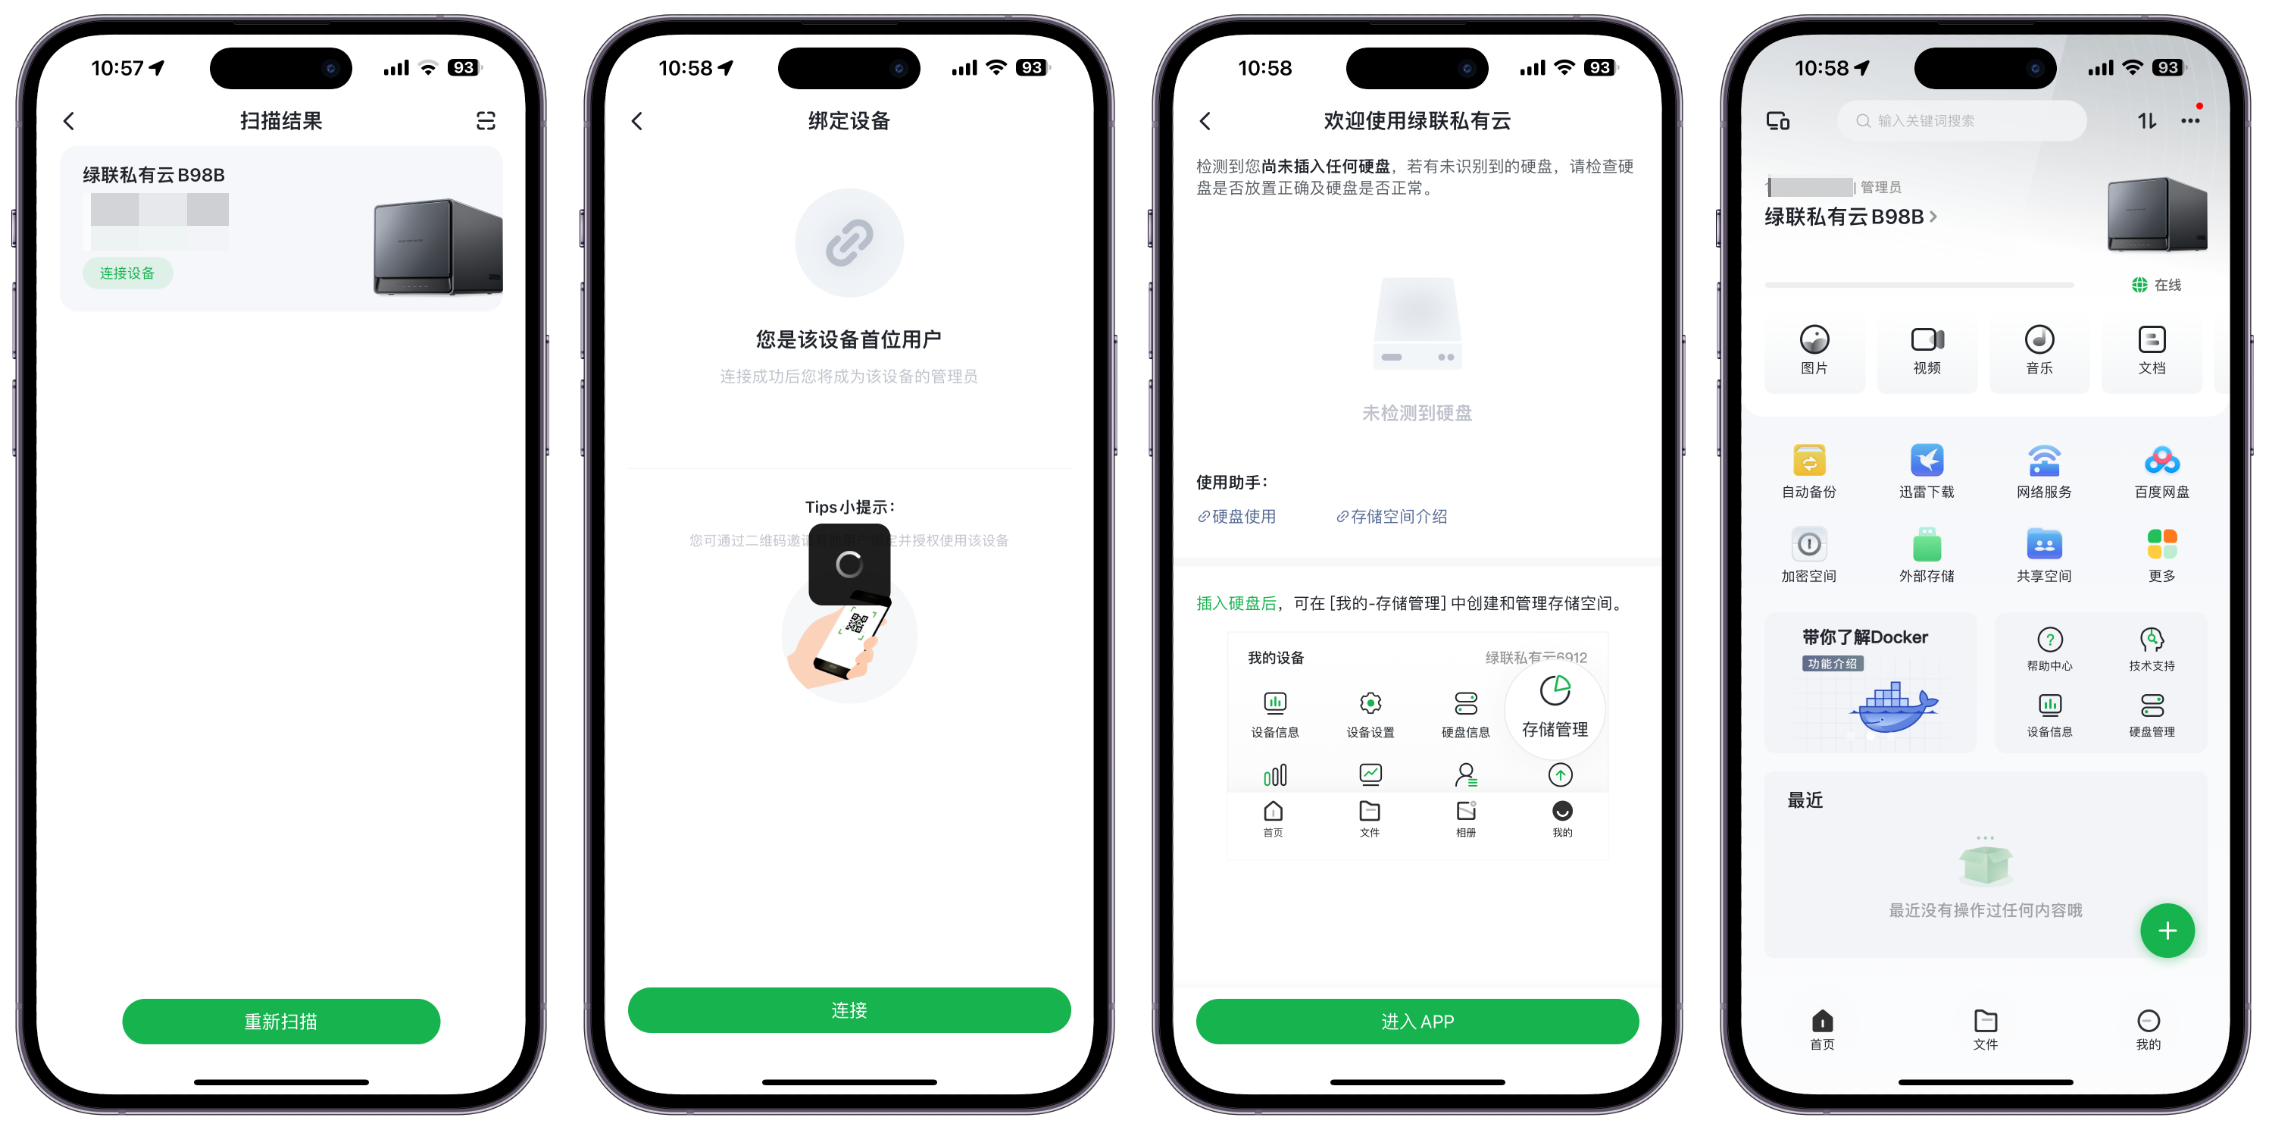 10:57
93
扫描结果
绿联私有云 B98B
连接设备
重新扫描
10:58
93
绑定设备
您是该设备首位用户
连接成功后您将成为该设备的管理员
Tips小提示：
您可通过二维码邀 定并授权使用该设备
连接
10:58
93
欢迎使用绿联私有云
检测到您尚未插入任何硬盘，若有未识别到的硬盘，请检查硬
盘是否放置正确及硬盘是否正常。
未检测到硬盘
使用助手：
硬盘使用 存储空间介绍
插入硬盘后，可在 [我的-存储管理] 中创建和管理存储空间。
我的设备 绿联私有云6912
设备信息 设备设置 硬盘信息 存储管理
首页 文件 相册 我的
进入 APP
10:58
93
输入关键词搜索
管理员
绿联私有云 B98B
在线
图片 视频 音乐 文档
自动备份 迅雷下载 网络服务 百度网盘
加密空间 外部存储 共享空间 更多
带你了解Docker
功能介绍
帮助中心 技术支持
设备信息 硬盘管理
最近
最近没有操作过任何内容哦
首页 文件 我的